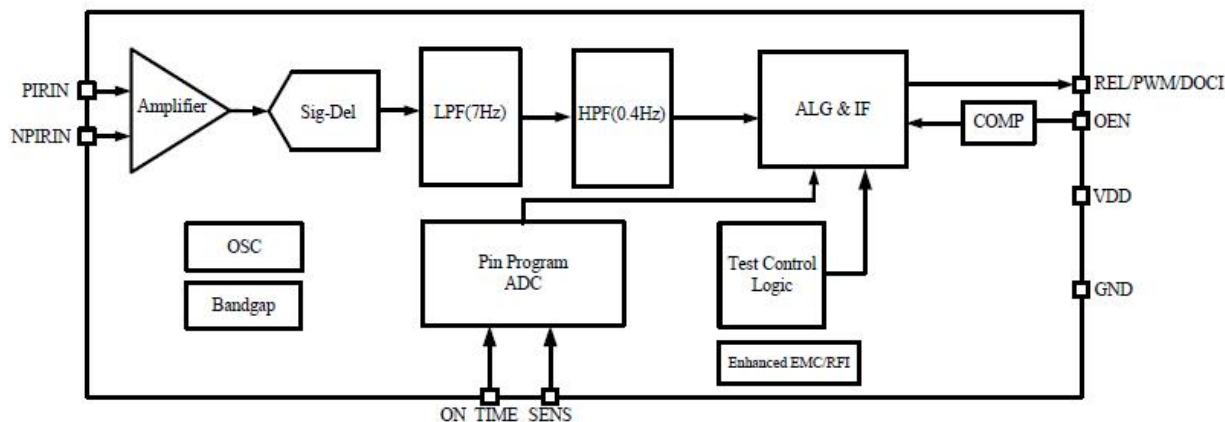 PIRIN
NPIRIN
Amplifier
Sig-Del
LPF(7Hz)
HPF(0.4Hz)
ALG & IF
COMP
REL/PWM/DOCI
OEN
VDD
GND
OSC
Bandgap
Pin Program
ADC
Test Control
Logic
Enhanced EMC/RFI
ON TIME SENS